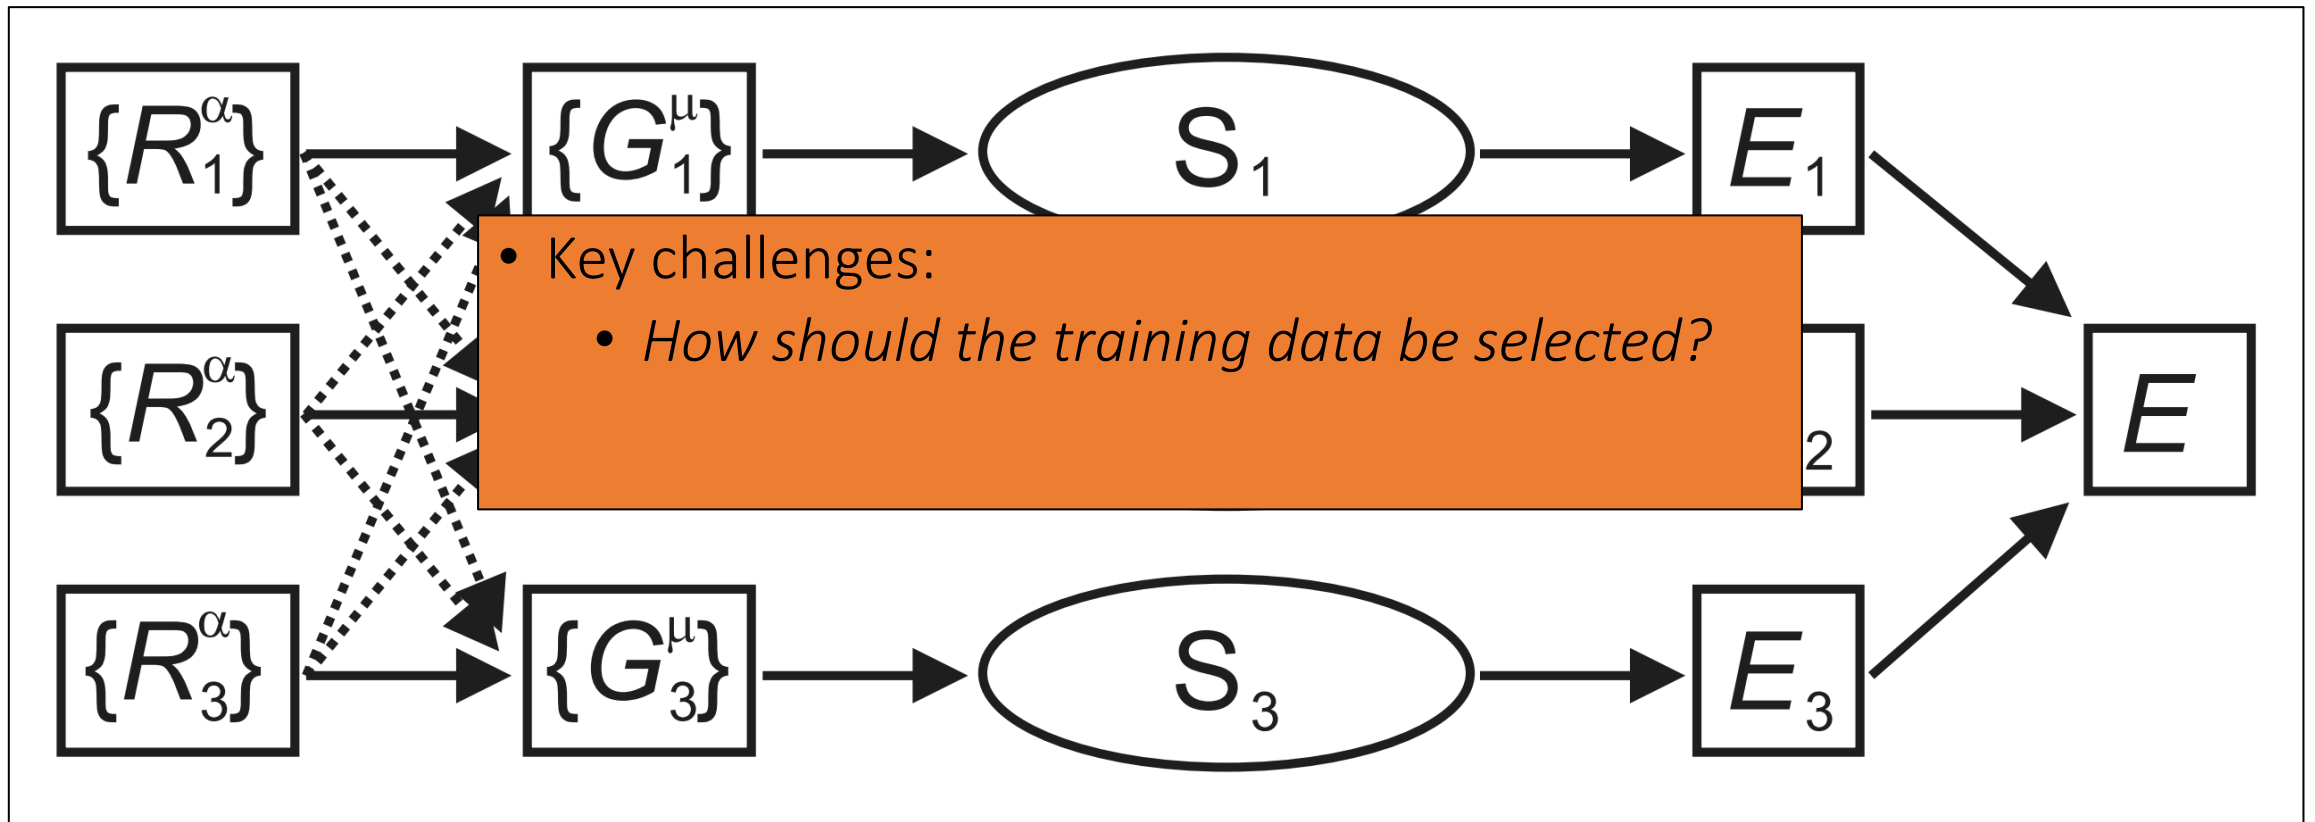 {R₁^α} {G₁^μ} S₁ E₁
• Key challenges:
• How should the training data be selected?
{R₂^α} ₂ E
{R₃^α} {G₃^μ} S₃ E₃